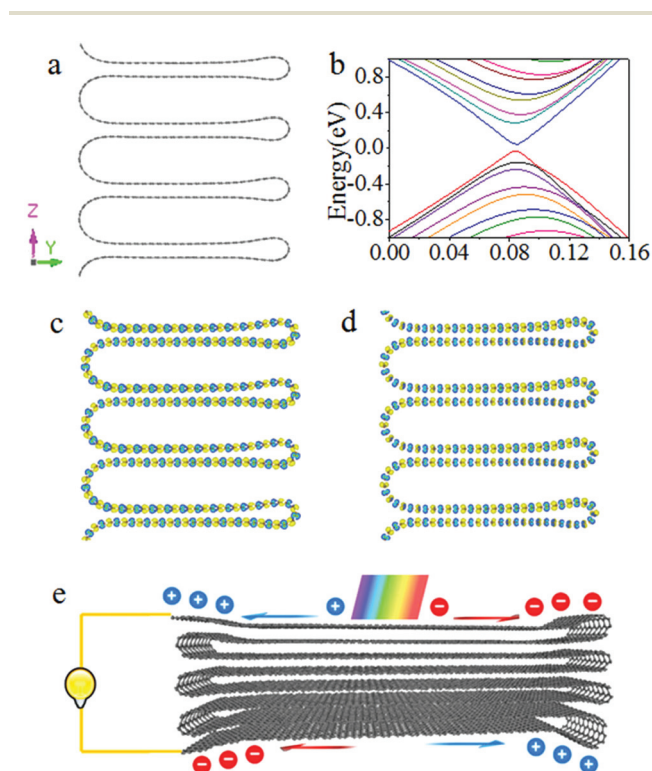 a
Z
Y
b
Energy(eV)
0.8
0.4
0.0
-0.4
-0.8
0.00 0.04 0.08 0.12 0.16
c
d
e
+ + + + - - - -
- - - + + +